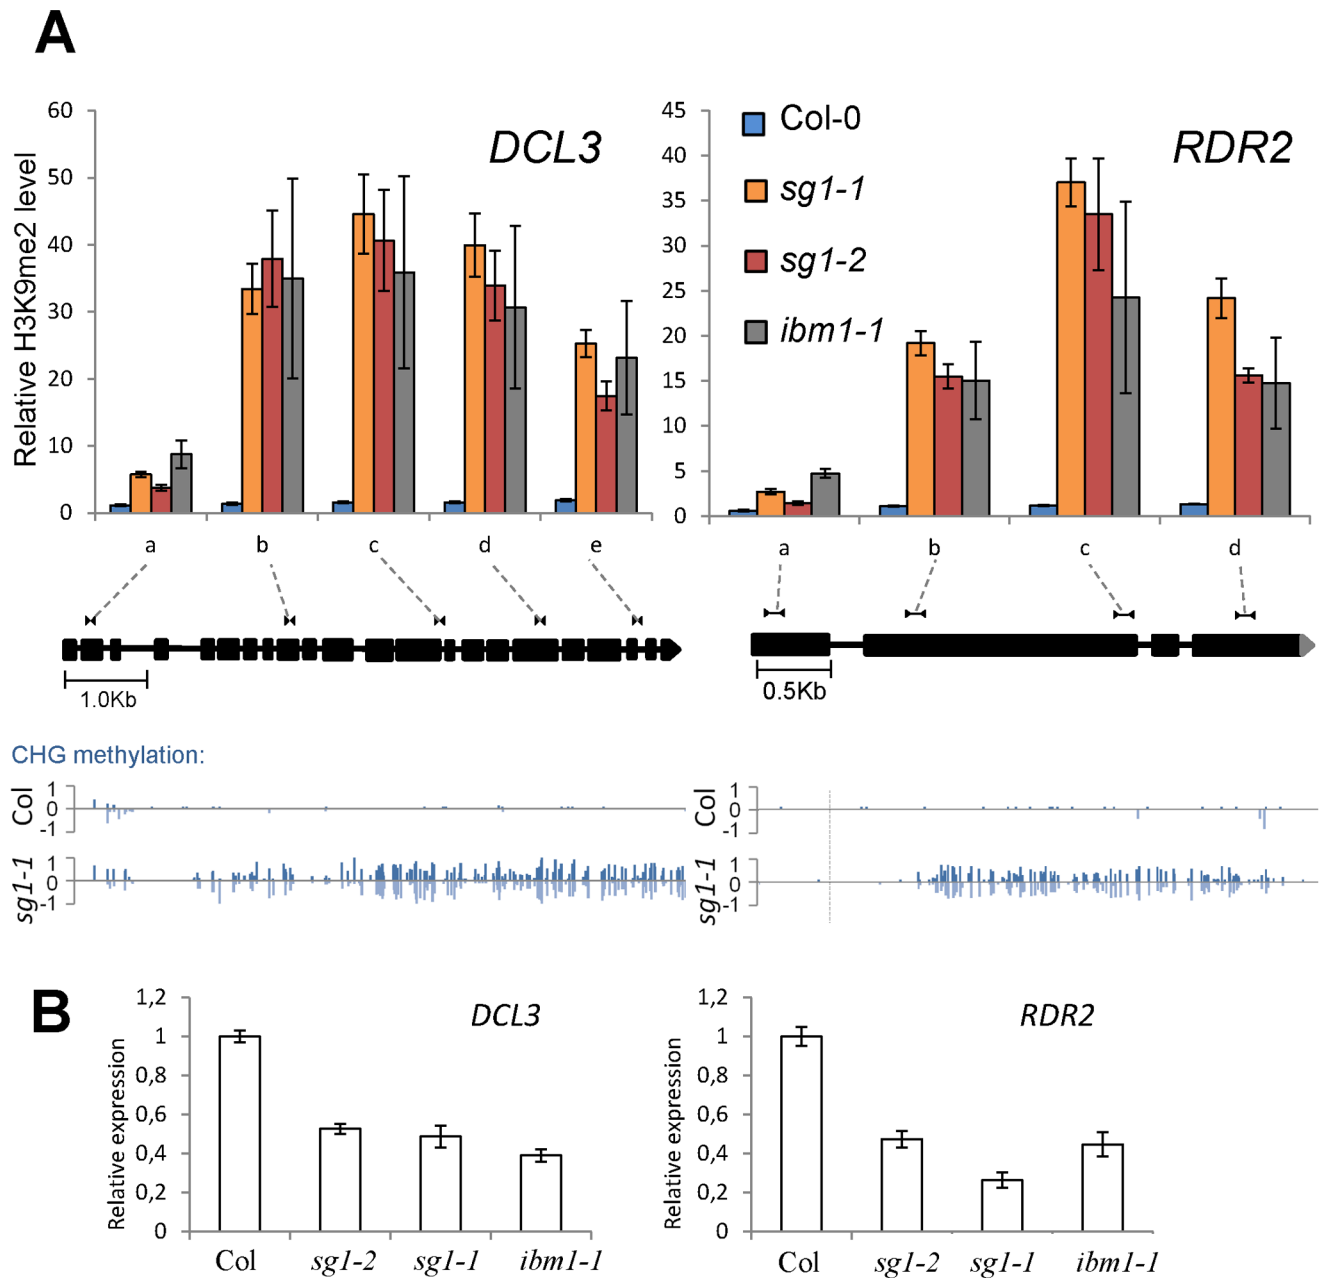 A
DCL3
RDR2
Relative H3K9me2 level
60
50
40
30
20
10
0
a b c d e
1.0Kb
45
40
35
30
25
20
15
10
5
0
Col-0
sg1-1
sg1-2
ibm1-1
a b c d
0.5Kb
CHG methylation:
Col
1
0
-1
sg1-1
1
0
-1
Col
1
0
-1
sg1-1
1
0
-1
B
DCL3
Relative expression
1,2
1
0,8
0,6
0,4
0,2
0
Col sg1-2 sg1-1 ibm1-1
RDR2
Relative expression
1,2
1
0,8
0,6
0,4
0,2
0
Col sg1-2 sg1-1 ibm1-1